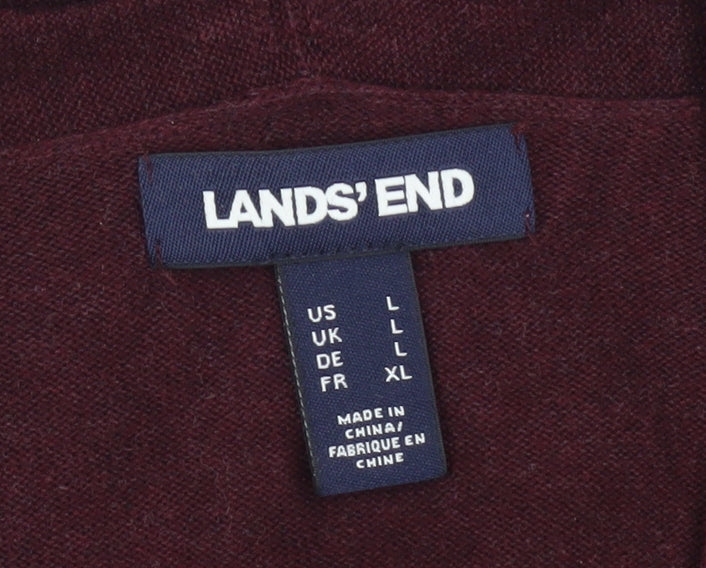 LANDS' END
US L
UK L
DE L
FR XL
MADE IN
CHINA/
FABRIQUE EN
CHINE